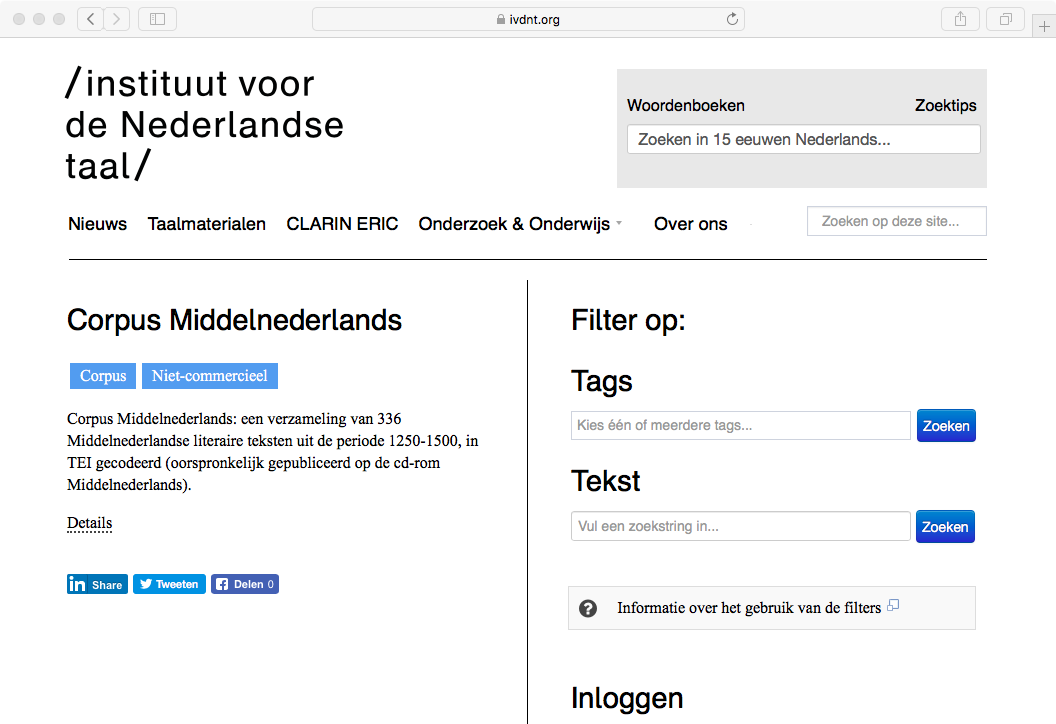 ivdnt.org
/instituut voor
de Nederlandse
taal/
Woordenboeken Zoektips
Zoeken in 15 eeuwen Nederlands...
Nieuws Taalmaterialen CLARIN ERIC Onderzoek & Onderwijs Over ons Zoeken op deze site...
Corpus Middelnederlands
Corpus Niet-commercieel
Corpus Middelnederlands: een verzameling van 336
Middelnederlandse literaire teksten uit de periode 1250-1500, in
TEI gecodeerd (oorspronkelijk gepubliceerd op de cd-rom
Middelnederlands).
Details
in Share Tweeten Delen 0
Filter op:
Tags
Kies één of meerdere tags... Zoeken
Tekst
Vul een zoekstring in... Zoeken
? Informatie over het gebruik van de filters
Inloggen